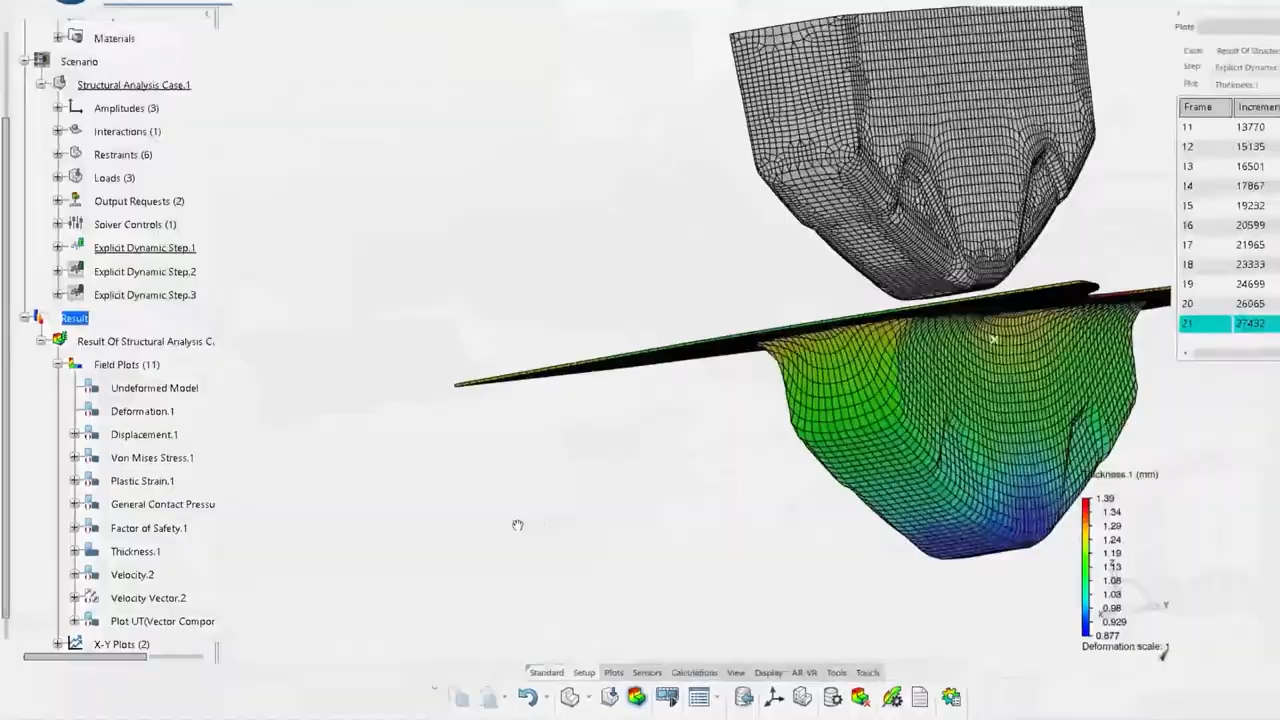 Materials
Scenario
Structural Analysis Case.1
Amplitudes (3)
Interactions (1)
Restraints (6)
Loads (3)
Output Requests (2)
Solver Controls (1)
Explicit Dynamic Step.1
Explicit Dynamic Step.2
Explicit Dynamic Step.3
Result
Result Of Structural Analysis C.
Field Plots (11)
Undeformed Model
Deformation.1
Displacement.1
Von Mises Stress.1
Plastic Strain.1
General Contact Pressu
Factor of Safety.1
Thickness.1
Velocity.2
Velocity Vector.2
Plot UT(Vector Compor
X-Y Plots (2)
Plots
Case: Result Of Structur
Step: Explicit Dynamic
Plot: Thickness.1
Frame Incremen
11 13770
12 15135
13 16501
14 17867
15 19232
16 20599
17 21965
18 23333
19 24699
20 26065
21 27432
Thickness.1 (mm)
1.39
1.34
1.29
1.24
1.19
1.13
1.08
1.03
0.98
0.929
0.877
Deformation scale: 1
Y
Standard Setup Plots Sensors Calculations View Display AR-VR Tools Touch